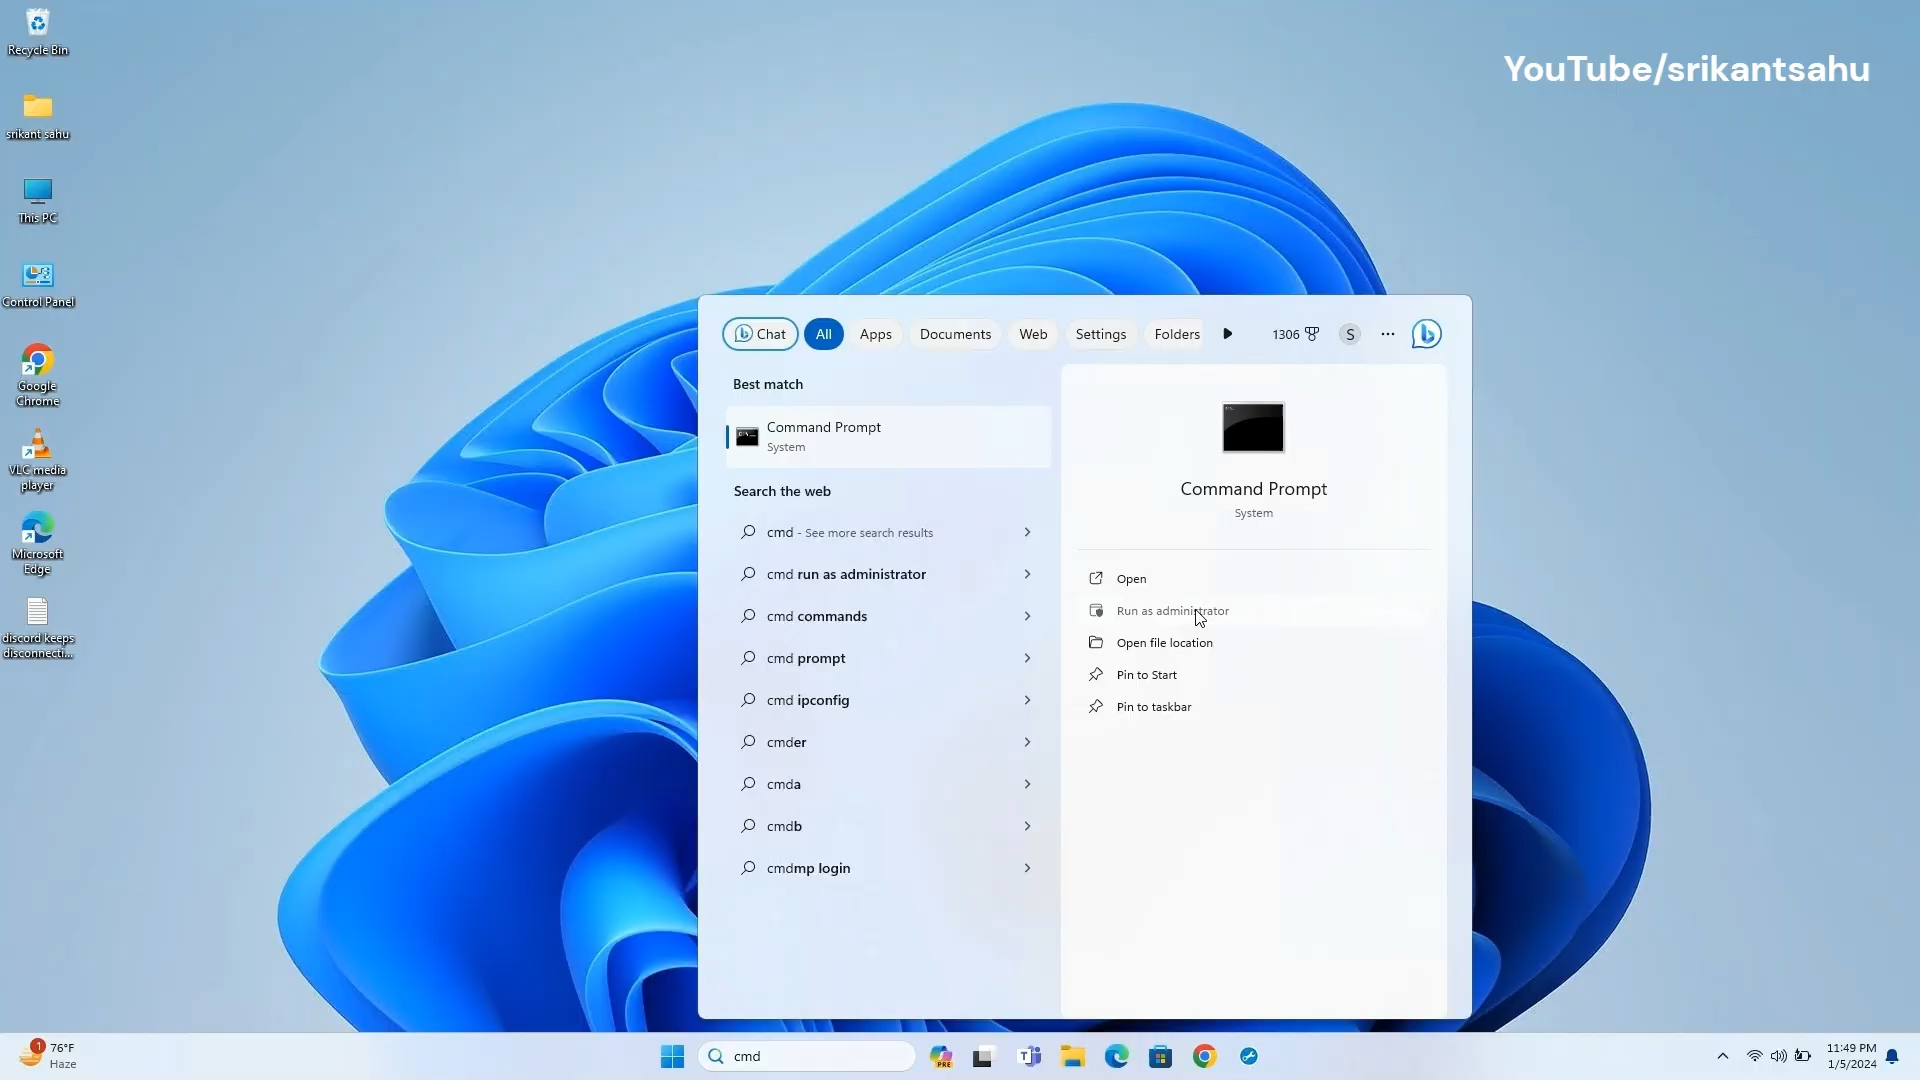 Recycle Bin
srikant sahu
This PC
Control Panel
Google
Chrome
VLC media
player
Microsoft
Edge
discord keeps
disconnecti...
YouTube/srikantsahu
Chat
All
Apps
Documents
Web
Settings
Folders
1306
S
Best match
Command Prompt
System
Search the web
cmd - See more search results
cmd run as administrator
cmd commands
cmd prompt
cmd ipconfig
cmder
cmda
cmdb
cmdmp login
Command Prompt
System
Open
Run as administrator
Open file location
Pin to Start
Pin to taskbar
1
76°F
Haze
cmd
PRE
11:49 PM
1/5/2024